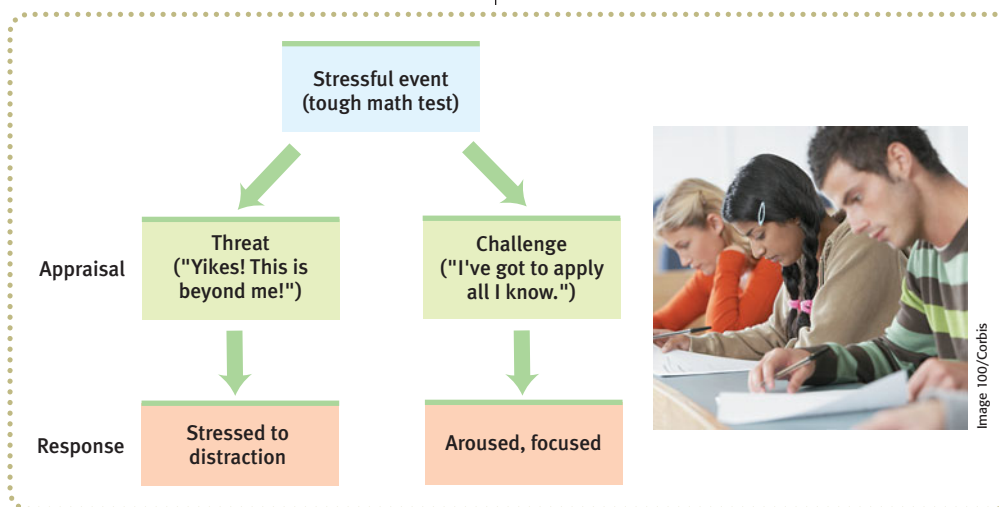 Stressful event
(tough math test)
Appraisal
Threat
("Yikes! This is
beyond me!")
Challenge
("I've got to apply
all I know.")
Response
Stressed to
distraction
Aroused, focused
Image 100/Corbis